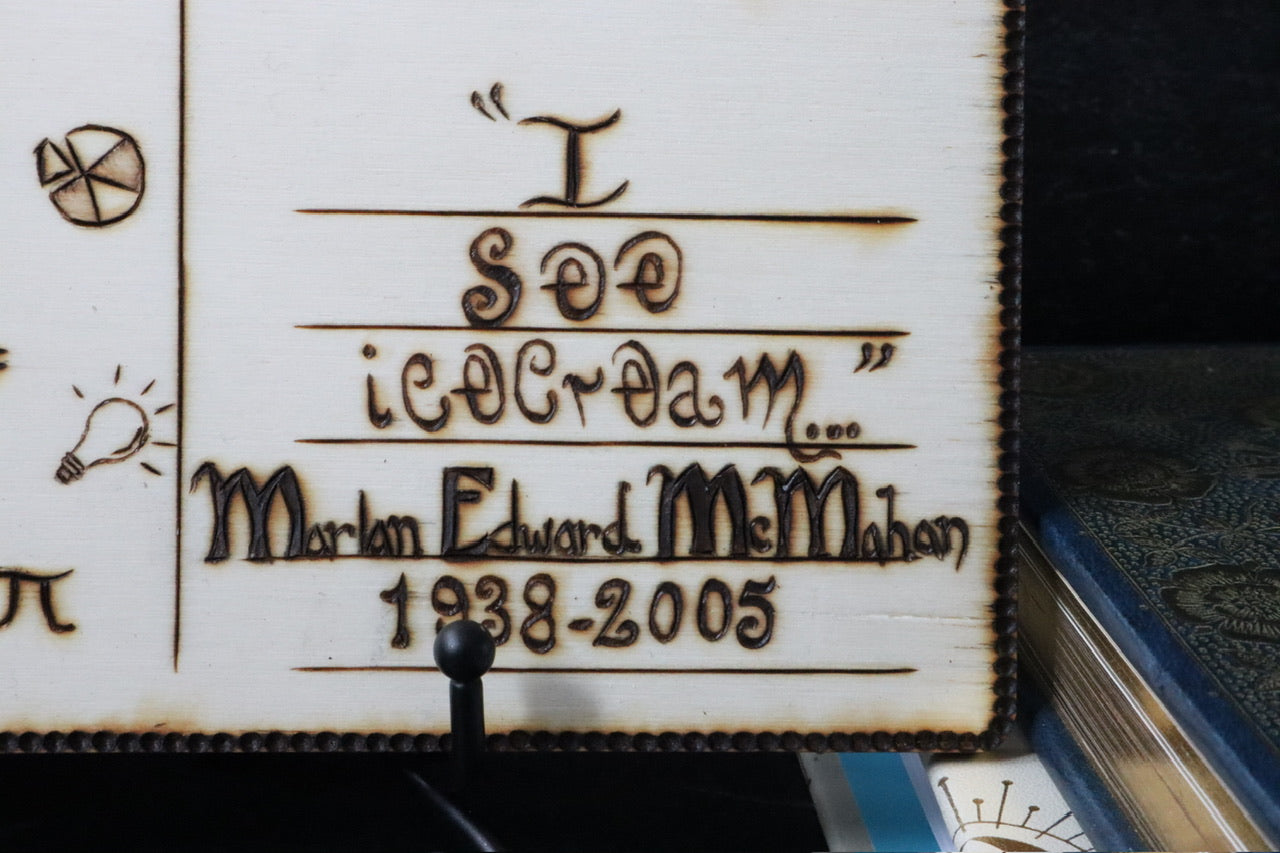 “I
See
iceCream...”
Marlan Edward McMahan
1938-2005
π